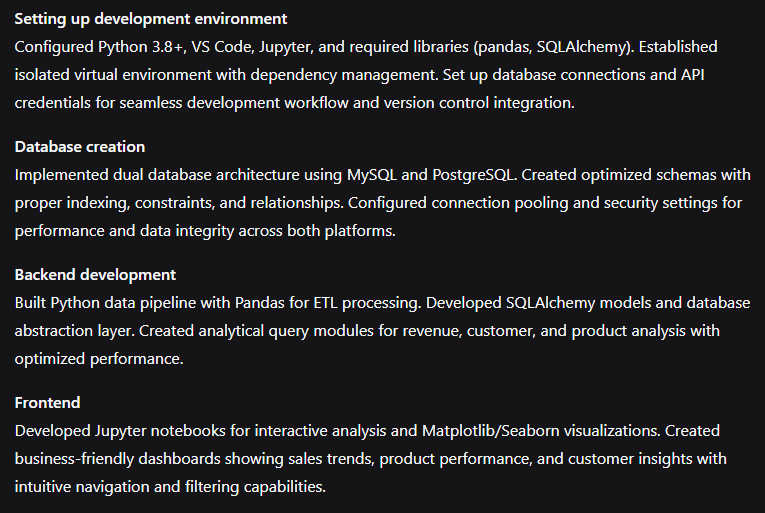 Setting up development environment
Configured Python 3.8+, VS Code, Jupyter, and required libraries (pandas, SQLAlchemy). Established
isolated virtual environment with dependency management. Set up database connections and API
credentials for seamless development workflow and version control integration.
Database creation
Implemented dual database architecture using MySQL and PostgreSQL. Created optimized schemas with
proper indexing, constraints, and relationships. Configured connection pooling and security settings for
performance and data integrity across both platforms.
Backend development
Built Python data pipeline with Pandas for ETL processing. Developed SQLAlchemy models and database
abstraction layer. Created analytical query modules for revenue, customer, and product analysis with
optimized performance.
Frontend
Developed Jupyter notebooks for interactive analysis and Matplotlib/Seaborn visualizations. Created
business-friendly dashboards showing sales trends, product performance, and customer insights with
intuitive navigation and filtering capabilities.